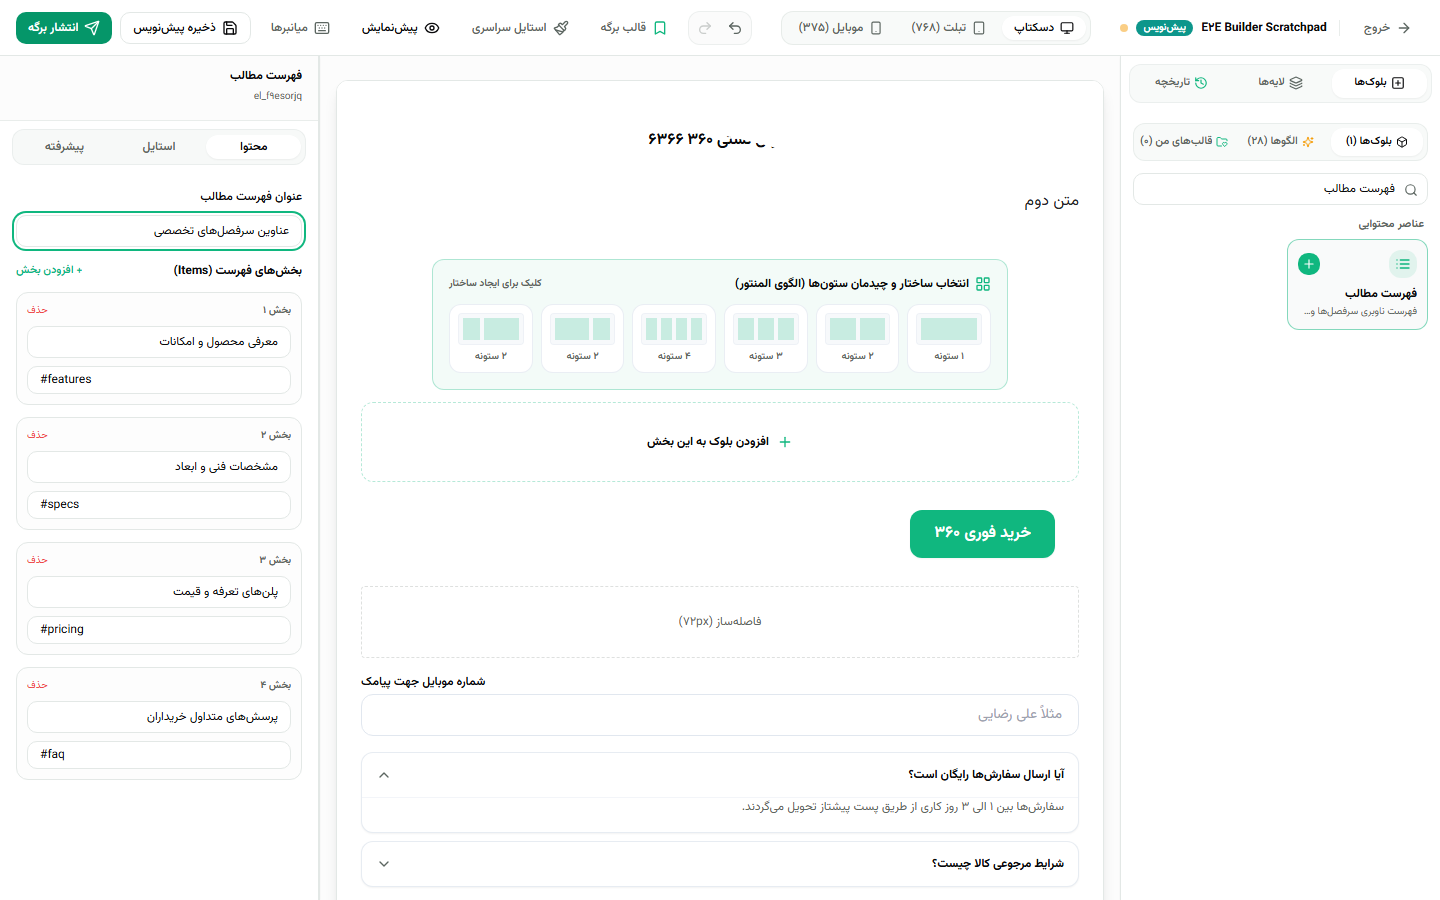 خروج
E۲E Builder Scratchpad
پیش‌نویس
دسکتاپ
تبلت (۷۶۸)
موبایل (۳۷۵)
قالب برگه
استایل سراسری
پیش‌نمایش
میانبرها
ذخیره پیش‌نویس
انتشار برگه
بلوک‌ها
لایه‌ها
تاریخچه
بلوک‌ها (۱)
الگوها (۲۸)
قالب‌های من (۰)
فهرست مطالب
عناصر محتوایی
فهرست مطالب
فهرست ناوبری سرفصل‌ها و...
۳۶۰ ۶۳۶۶
متن دوم
انتخاب ساختار و چیدمان ستون‌ها (الگوی المنتور)
کلیک برای ایجاد ساختار
۱ ستونه
۲ ستونه
۳ ستونه
۴ ستونه
۲ ستونه
۲ ستونه
افزودن بلوک به این بخش
خرید فوری ۳۶۰
فاصله‌ساز (۷۲px)
شماره موبایل جهت پیامک
مثلاً علی رضایی
آیا ارسال سفارش‌ها رایگان است؟
سفارش‌ها بین ۱ الی ۳ روز کاری از طریق پست پیشتاز تحویل می‌گردند.
شرایط مرجوعی کالا چیست؟
فهرست مطالب
el_f۹esorjq
محتوا
استایل
پیشرفته
عنوان فهرست مطالب
عناوین سرفصل‌های تخصصی
بخش‌های فهرست (Items)
+ افزودن بخش
بخش ۱
حذف
معرفی محصول و امکانات
#features
بخش ۲
حذف
مشخصات فنی و ابعاد
#specs
بخش ۳
حذف
پلن‌های تعرفه و قیمت
#pricing
بخش ۴
حذف
پرسش‌های متداول خریداران
#faq